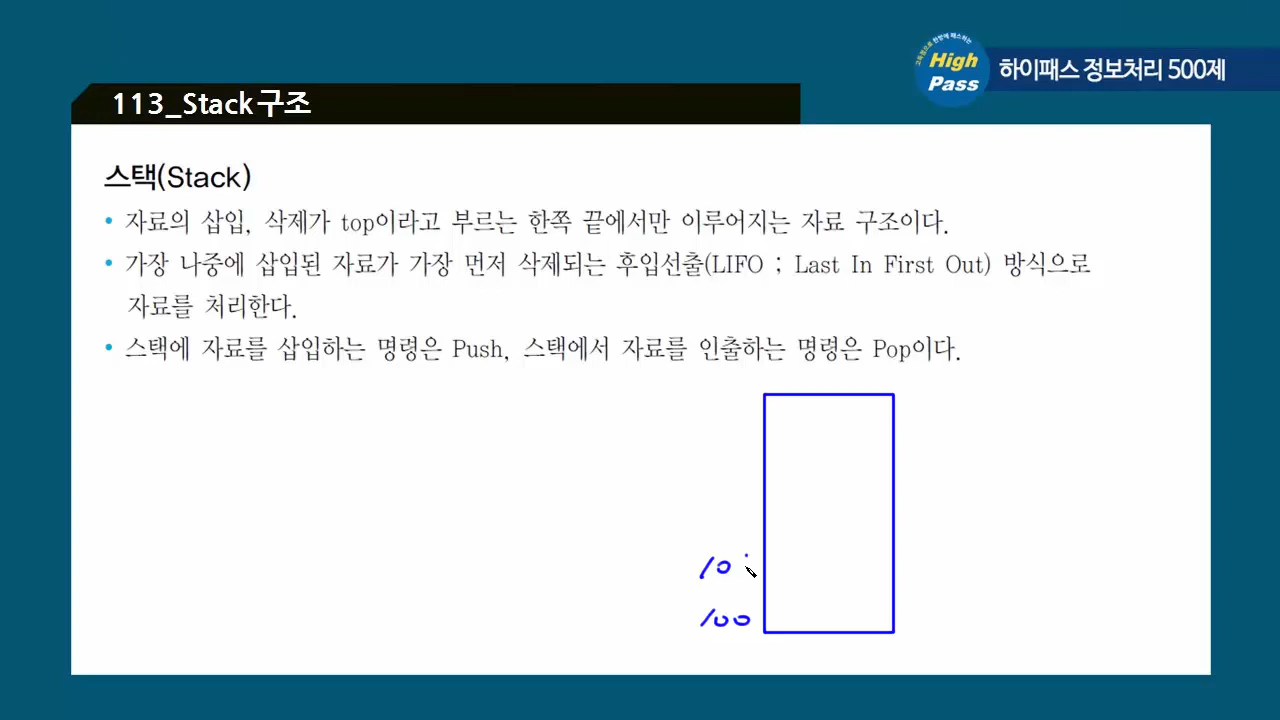 고득점으로 한방에 패스하는
High
Pass
하이패스 정보처리 500제
113_Stack구조
스택(Stack)
• 자료의 삽입, 삭제가 top이라고 부르는 한쪽 끝에서만 이루어지는 자료 구조이다.
• 가장 나중에 삽입된 자료가 가장 먼저 삭제되는 후입선출(LIFO ; Last In First Out) 방식으로
자료를 처리한다.
• 스택에 자료를 삽입하는 명령은 Push, 스택에서 자료를 인출하는 명령은 Pop이다.
10
100